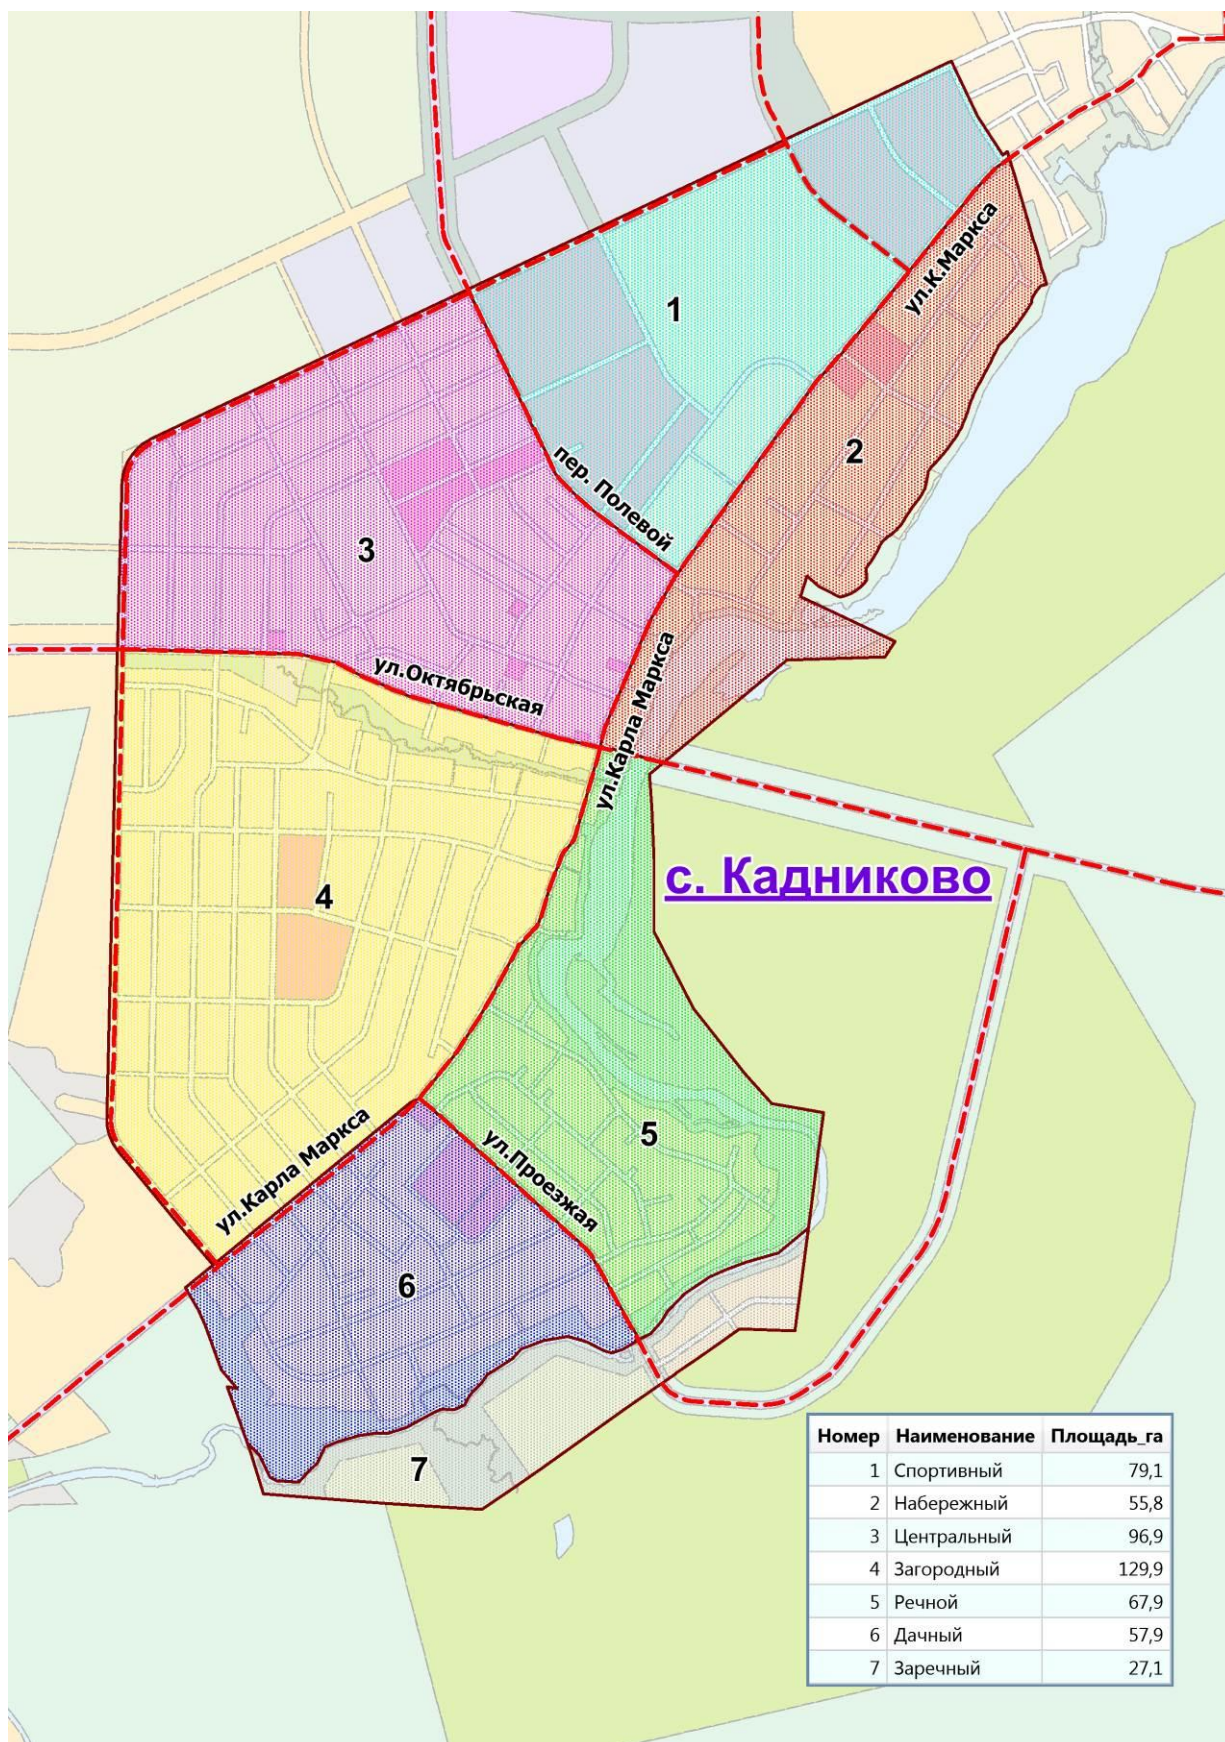 1
ул.К.Маркса
2
пер. Полевой
3
ул.Октябрьская
ул.Карла Маркса
с. Кадниково
4
5
ул.Карла Маркса
ул.Проезжая
6
7
Номер Наименование Площадь_га
1 Спортивный 79,1
2 Набережный 55,8
3 Центральный 96,9
4 Загородный 129,9
5 Речной 67,9
6 Дачный 57,9
7 Заречный 27,1